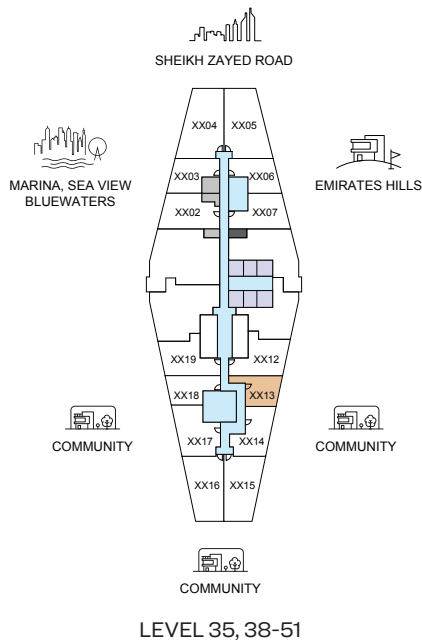 SHEIKH ZAYED ROAD
XX04 XX05
MARINA, SEA VIEW
BLUEWATERS
XX03 XX06
EMIRATES HILLS
XX02 XX07
XX19 XX12
XX18 XX13
COMMUNITY
XX17 XX14
COMMUNITY
XX16 XX15
COMMUNITY
LEVEL 35, 38-51